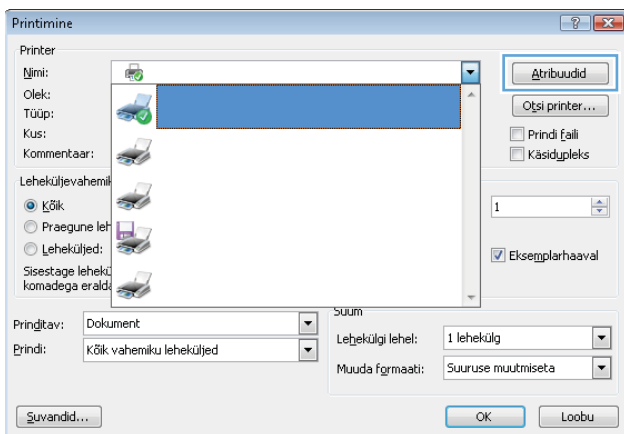 Printimine
Printer
Nimi:
Atribuudid
Olek:
Tüüp:
Otsi printer...
Kus:
Prindi faili
Kommentaar:
Käsidupleks
Leheküljevahemik
Kõik
1
Praegune leh
Leheküljed:
Eksemplarhaaval
Sisestage lehekü
komadega eralda
Suum
Prinditav:
Dokument
Lehekülgi lehel:
1 lehekülg
Prindi:
Kõik vahemiku leheküljed
Muuda formaati:
Suuruse muutmiseta
Suvandid...
OK
Loobu